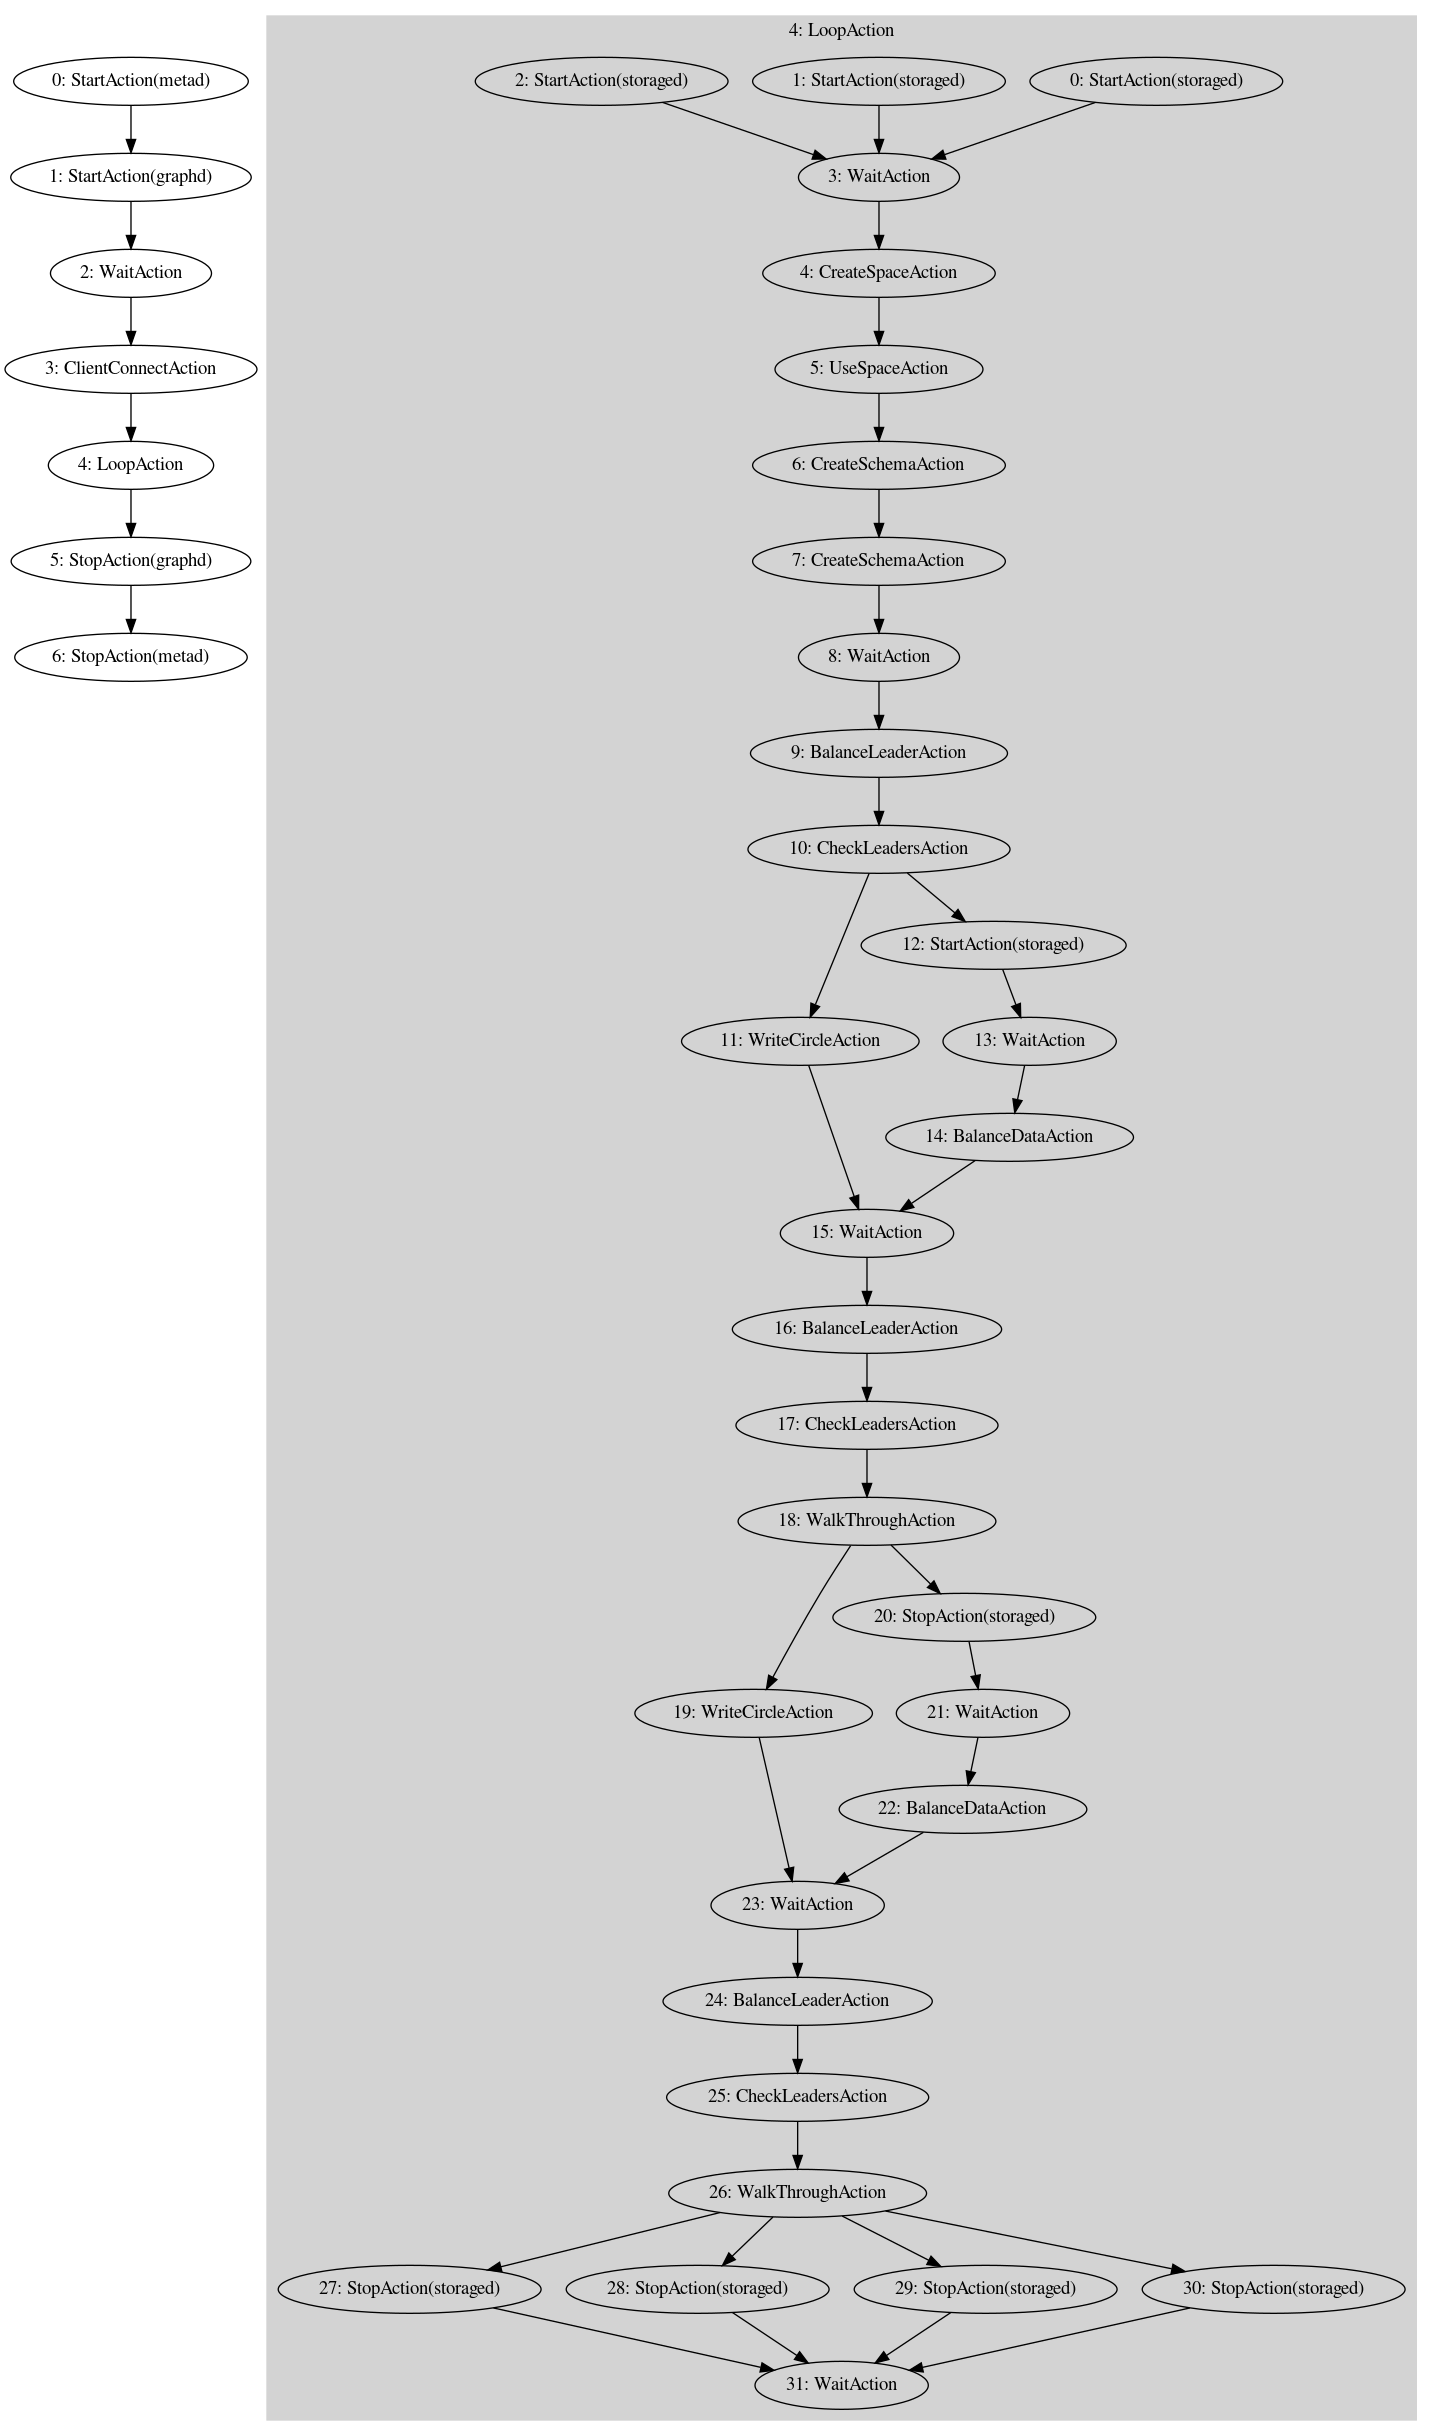 0: StartAction(metad)
1: StartAction(graphd)
2: WaitAction
3: ClientConnectAction
4: LoopAction
5: StopAction(graphd)
6: StopAction(metad)
4: LoopAction
2: StartAction(storaged)
1: StartAction(storaged)
0: StartAction(storaged)
3: WaitAction
4: CreateSpaceAction
5: UseSpaceAction
6: CreateSchemaAction
7: CreateSchemaAction
8: WaitAction
9: BalanceLeaderAction
10: CheckLeadersAction
12: StartAction(storaged)
11: WriteCircleAction
13: WaitAction
14: BalanceDataAction
15: WaitAction
16: BalanceLeaderAction
17: CheckLeadersAction
18: WalkThroughAction
20: StopAction(storaged)
19: WriteCircleAction
21: WaitAction
22: BalanceDataAction
23: WaitAction
24: BalanceLeaderAction
25: CheckLeadersAction
26: WalkThroughAction
27: StopAction(storaged)
28: StopAction(storaged)
29: StopAction(storaged)
30: StopAction(storaged)
31: WaitAction